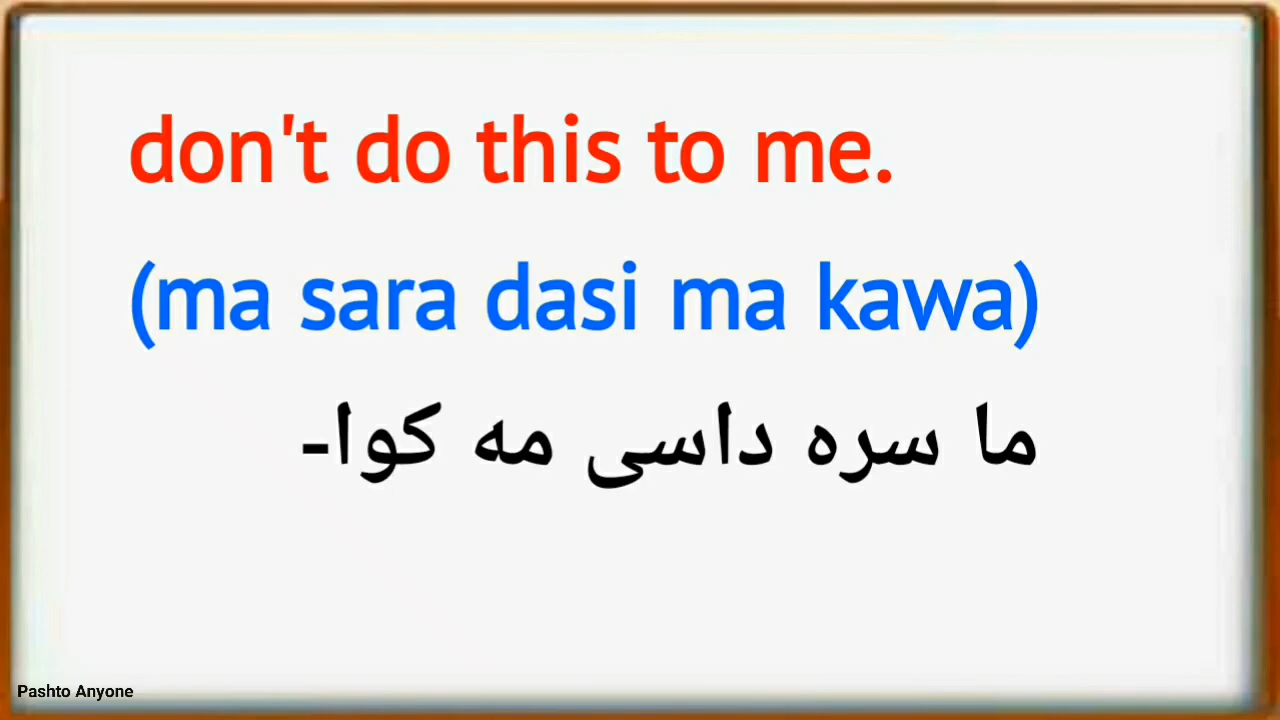 don't do this to me.
(ma sara dasi ma kawa)
ما سره داسی مه کوا-
Pashto Anyone